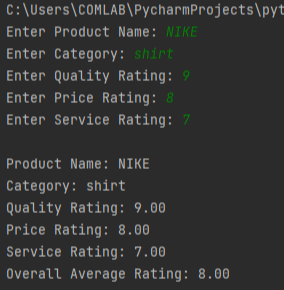 C:\Users\COMLAB\PycharmProjects\pyt
Enter Product Name: NIKE
Enter Category: shirt
Enter Quality Rating: 9
Enter Price Rating: 8
Enter Service Rating: 7
Product Name: NIKE
Category: shirt
Quality Rating: 9.00
Price Rating: 8.00
Service Rating: 7.00
Overall Average Rating: 8.00